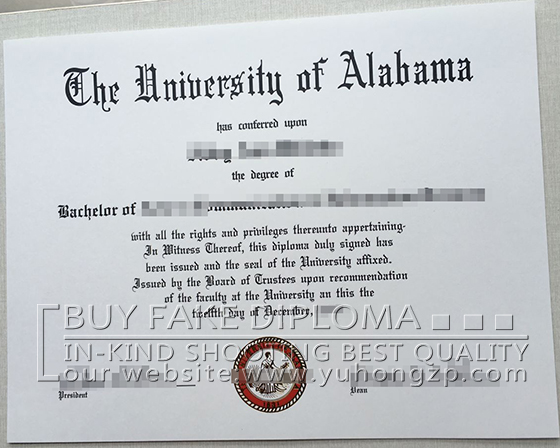 The University of Alabama
has conferred upon
the degree of
Bachelor of
with all the rights and privileges thereunto appertaining.
In Witness Thereof, this diploma duly signed has
been issued and the seal of the University affixed.
Issued by the Board of Trustees upon recommendation
of the faculty at the University an this the
twelfth day of December,
BUY FAKE DIPLOMA
IN-KIND SHOOTING BEST QUALITY
our website:www.yuhongzp.com
President
Dean